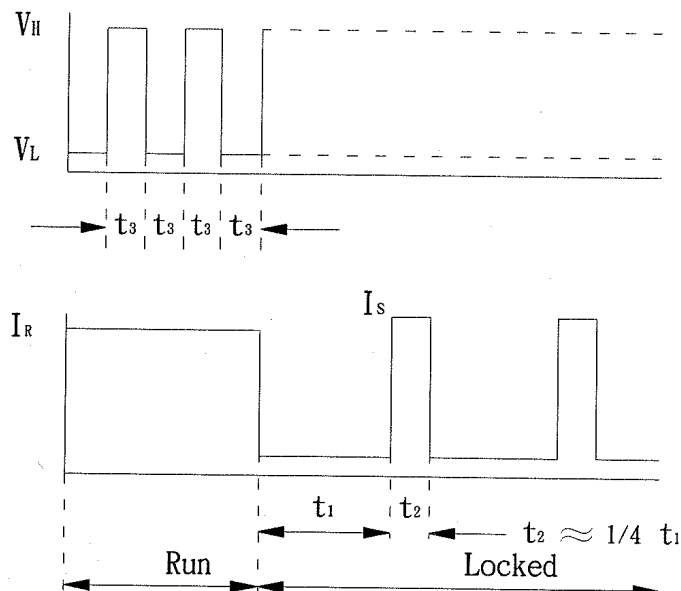 VH
VL
t3 t3 t3 t3
IR
Is
t1
t2
t2 ≈ 1/4 t1
Run
Locked